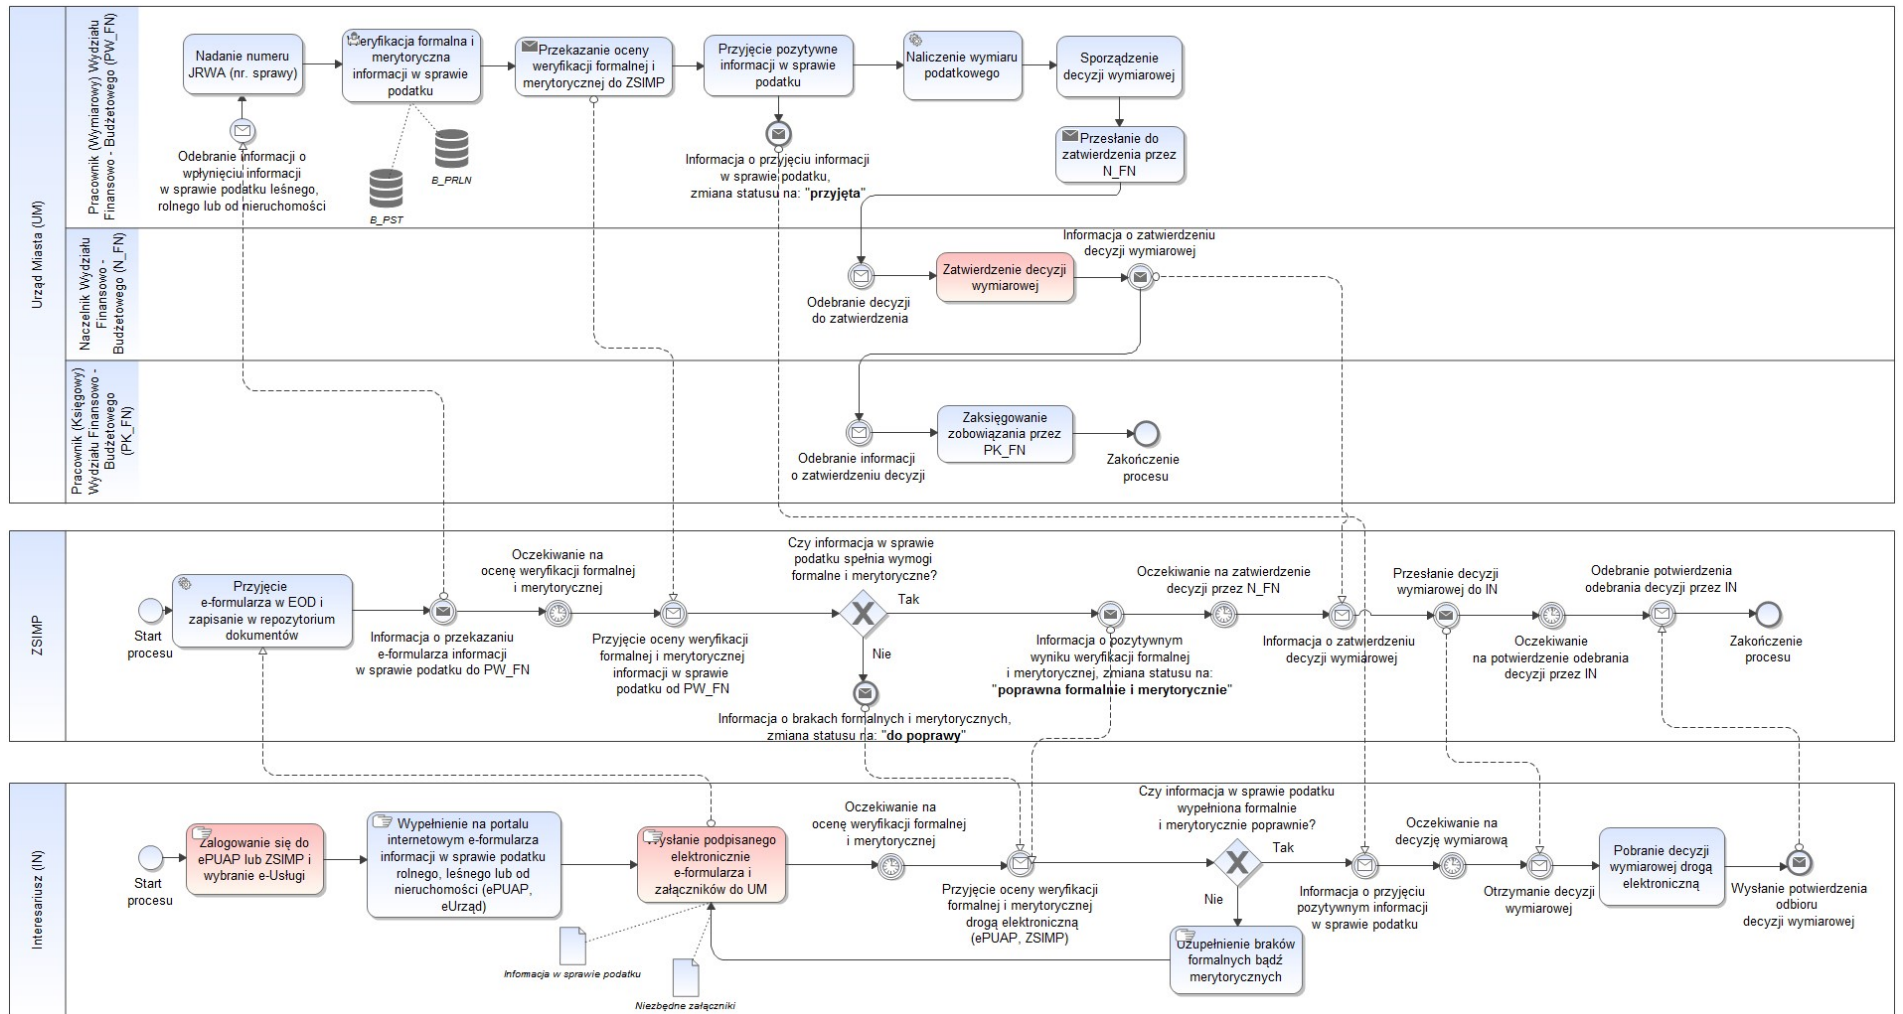 Urząd Miasta (UM)
Pracownik (Wymiarowy) Wydziału
Finansowo - Budżetowego (PW_FN)
Nadanie numeru
JRWA (nr. sprawy)
eryfikacja formalna i
merytoryczna
informacji w sprawie
podatku
Przekazanie oceny
weryfikacji formalnej i
merytorycznej do ZSIMP
Przyjęcie pozytywne
informacji w sprawie
podatku
Naliczenie wymiaru
podatkowego
Sporządzenie
decyzji wymiarowej
Odebranie informacji o
wpłynięciu informacji
w sprawie podatku leśnego,
rolnego lub od nieruchomości
B_PST
B_PRLN
Informacja o przyjęciu informacji
w sprawie podatku,
zmiana statusu na: "przyjęta"
Przesłanie do
zatwierdzenia przez
N_FN
Naczelnik Wydziału
Finansowo -
Budżetowego (N_FN)
Odebranie decyzji
do zatwierdzenia
Zatwierdzenie decyzji
wymiarowej
Informacja o zatwierdzeniu
decyzji wymiarowej
Pracownik (Księgowy)
Wydziału Finansowo -
Budżetowego
(PK_FN)
Odebranie informacji
o zatwierdzeniu decyzji
Zaksięgowanie
zobowiązania przez
PK_FN
Zakończenie
procesu
ZSIMP
Start
procesu
Przyjęcie
e-formularza w EOD i
zapisanie w repozytorium
dokumentów
Informacja o przekazaniu
e-formularza informacji
w sprawie podatku do PW_FN
Oczekiwanie na
ocenę weryfikacji formalnej
i merytorycznej
Przyjęcie oceny weryfikacji
formalnej i merytorycznej
informacji w sprawie
podatku od PW_FN
Czy informacja w sprawie
podatku spełnia wymogi
formalne i merytoryczne?
Tak
Nie
Informacja o brakach formalnych i merytorycznych,
zmiana statusu na: "do poprawy"
Informacja o pozytywnym
wyniku weryfikacji formalnej
i merytorycznej, zmiana statusu na:
"poprawna formalnie i merytorycznie"
Oczekiwanie na zatwierdzenie
decyzji przez N_FN
Informacja o zatwierdzeniu
decyzji wymiarowej
Przesłanie decyzji
wymiarowej do IN
Oczekiwanie
na potwierdzenie odebrania
decyzji przez IN
Odebranie potwierdzenia
odebrania decyzji przez IN
Zakończenie
procesu
Interesariusz (IN)
Start
procesu
Zalogowanie się do
ePUAP lub ZSIMP i
wybranie e-Usługi
Wypełnienie na portalu
internetowym e-formularza
informacji w sprawie podatku
rolnego, leśnego lub od
nieruchomości (ePUAP,
eUrząd)
Wysłanie podpisanego
elektronicznie
e-formularza i
załączników do UM
Informacja w sprawie podatku
Niezbędne załączniki
Oczekiwanie na
ocenę weryfikacji formalnej
i merytorycznej
Przyjęcie oceny weryfikacji
formalnej i merytorycznej
drogą elektroniczną
(ePUAP, ZSIMP)
Czy informacja w sprawie podatku
wypełniona formalnie
i merytorycznie poprawnie?
Tak
Nie
Uzupełnienie braków
formalnych bądź
merytorycznych
Informacja o przyjęciu
pozytywnym informacji
w sprawie podatku
Oczekiwanie na
decyzję wymiarową
Otrzymanie decyzji
wymiarowej
Pobranie decyzji
wymiarowej drogą
elektroniczną
Wysłanie potwierdzenia
odbioru
decyzji wymiarowej